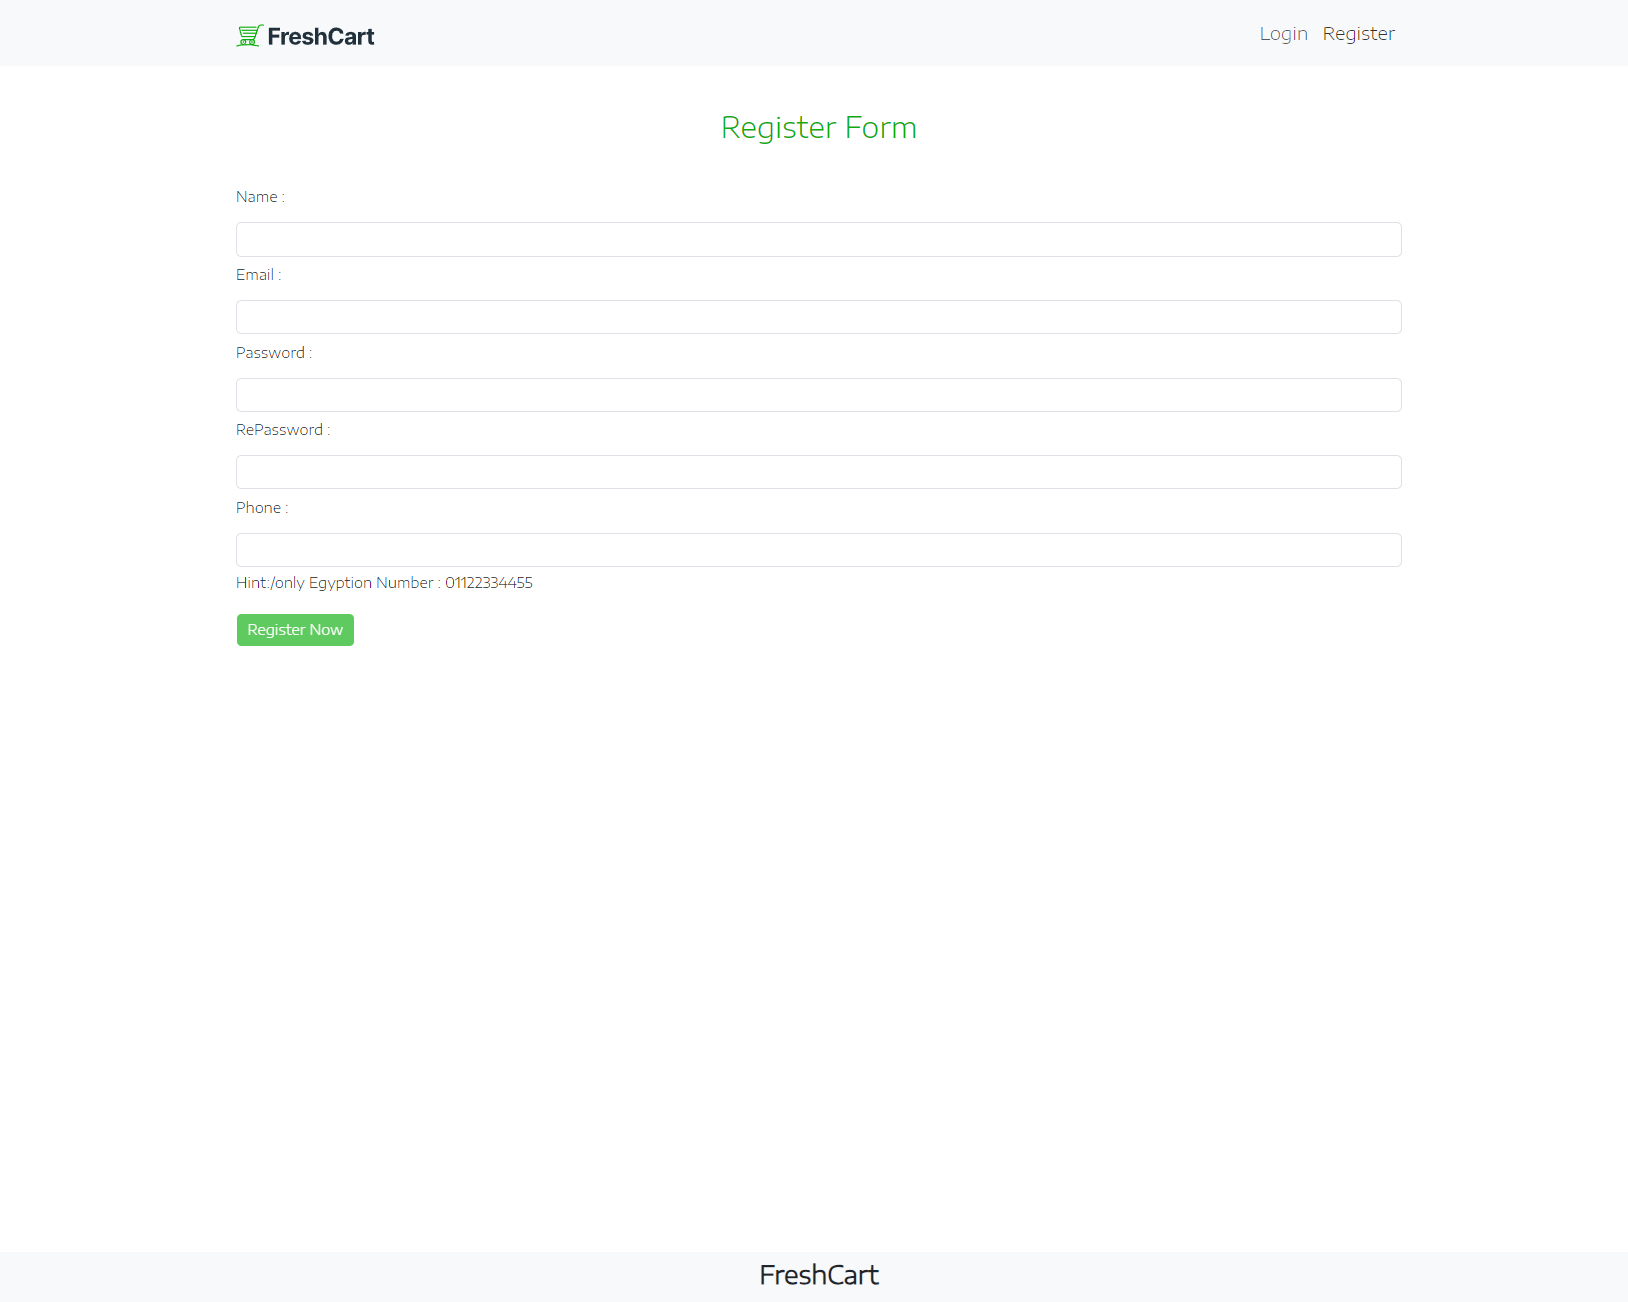 FreshCart
Login Register
Register Form
Name :
Email :
Password :
RePassword :
Phone :
Hint:/only Egyption Number : 01122334455
Register Now
FreshCart